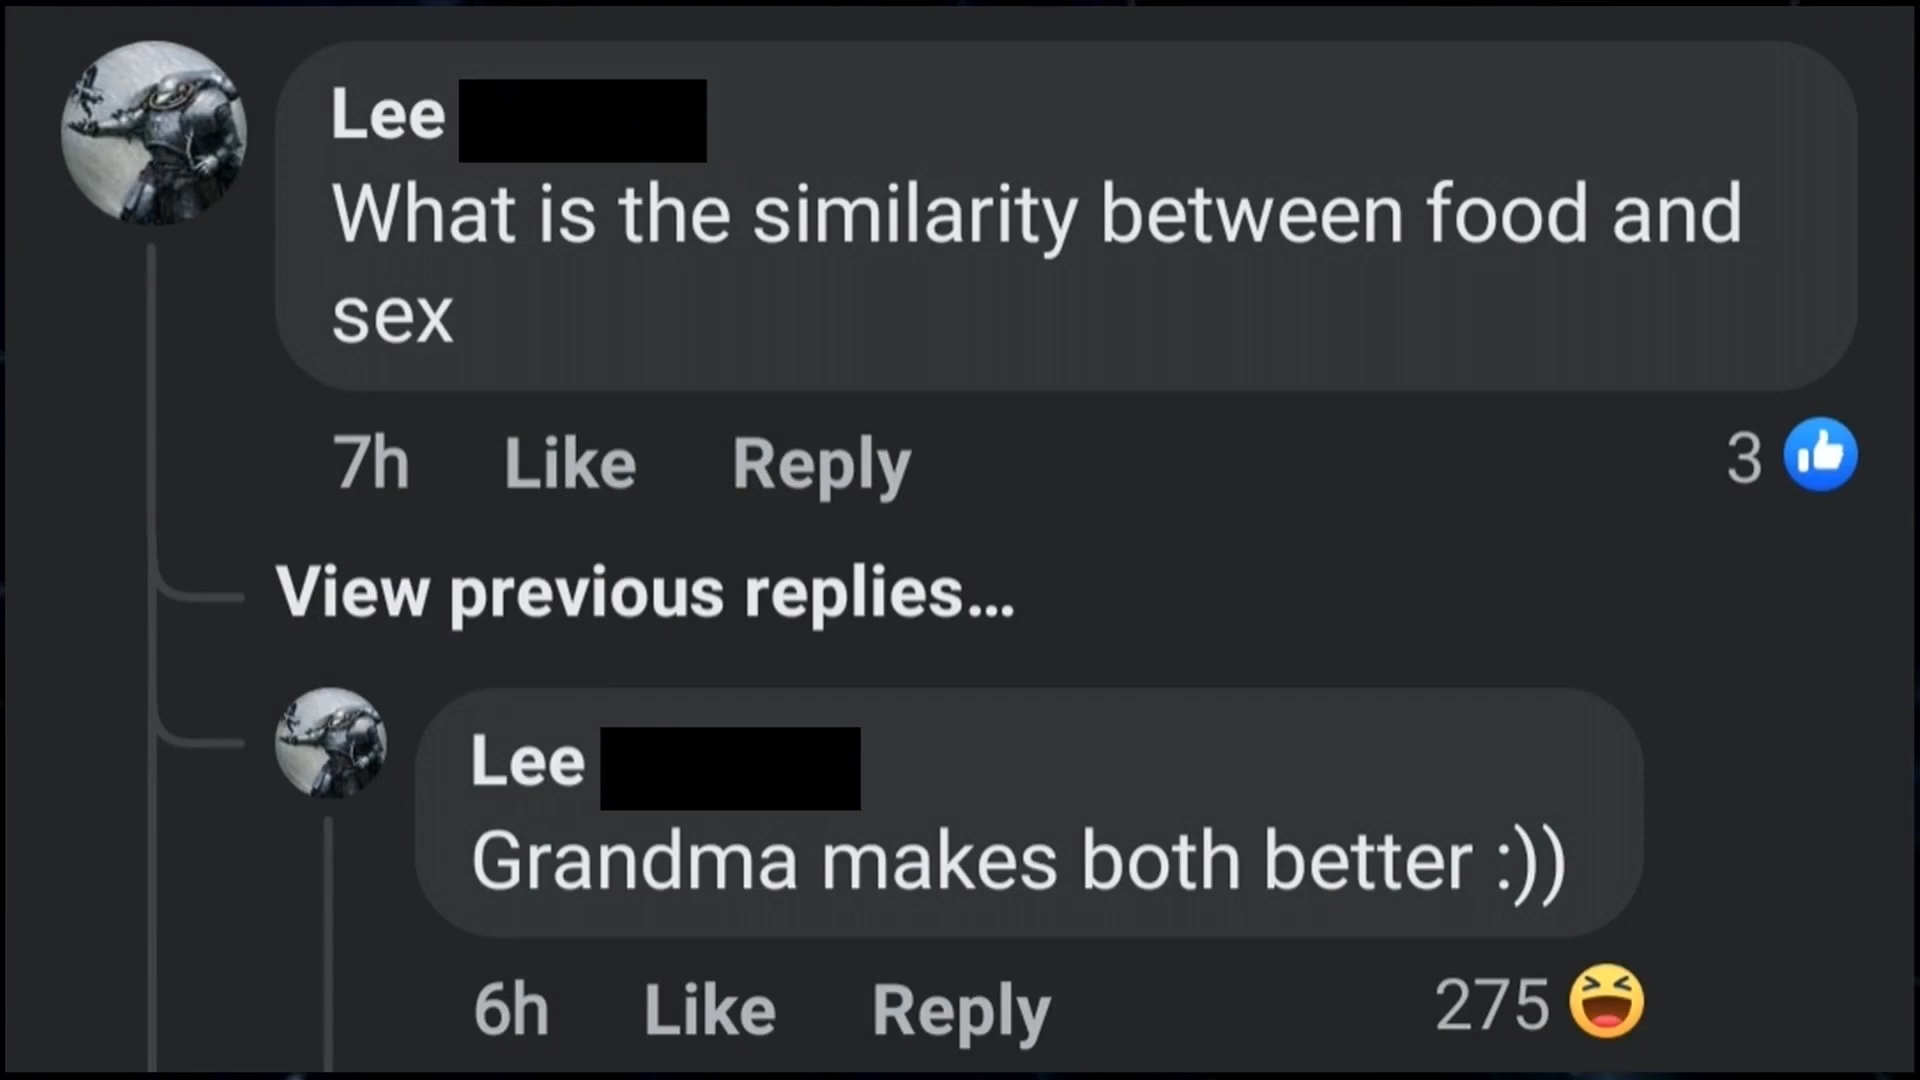 Lee
What is the similarity between food and
sex
7h Like Reply 3
View previous replies...
Lee
Grandma makes both better :))
6h Like Reply 275